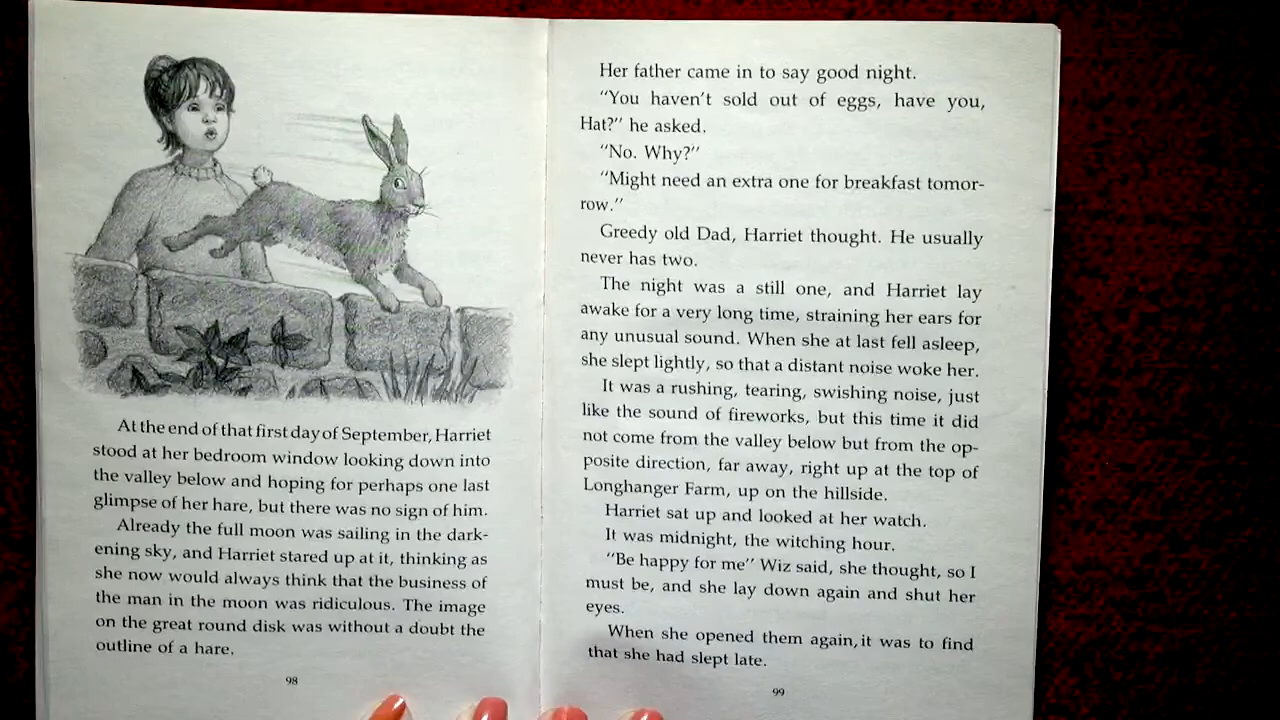 At the end of that first day of September, Harriet
stood at her bedroom window looking down into
the valley below and hoping for perhaps one last
glimpse of her hare, but there was no sign of him.
Already the full moon was sailing in the dark-
ening sky, and Harriet stared up at it, thinking as
she now would always think that the business of
the man in the moon was ridiculous. The image
on the great round disk was without a doubt the
outline of a hare.
98
Her father came in to say good night.
“You haven’t sold out of eggs, have you,
Hat?” he asked.
“No. Why?”
“Might need an extra one for breakfast tomor-
row.”
Greedy old Dad, Harriet thought. He usually
never has two.
The night was a still one, and Harriet lay
awake for a very long time, straining her ears for
any unusual sound. When she at last fell asleep,
she slept lightly, so that a distant noise woke her.
It was a rushing, tearing, swishing noise, just
like the sound of fireworks, but this time it did
not come from the valley below but from the op-
posite direction, far away, right up at the top of
Longhanger Farm, up on the hillside.
Harriet sat up and looked at her watch.
It was midnight, the witching hour.
“Be happy for me” Wiz said, she thought, so I
must be, and she lay down again and shut her
eyes.
When she opened them again, it was to find
that she had slept late.
99